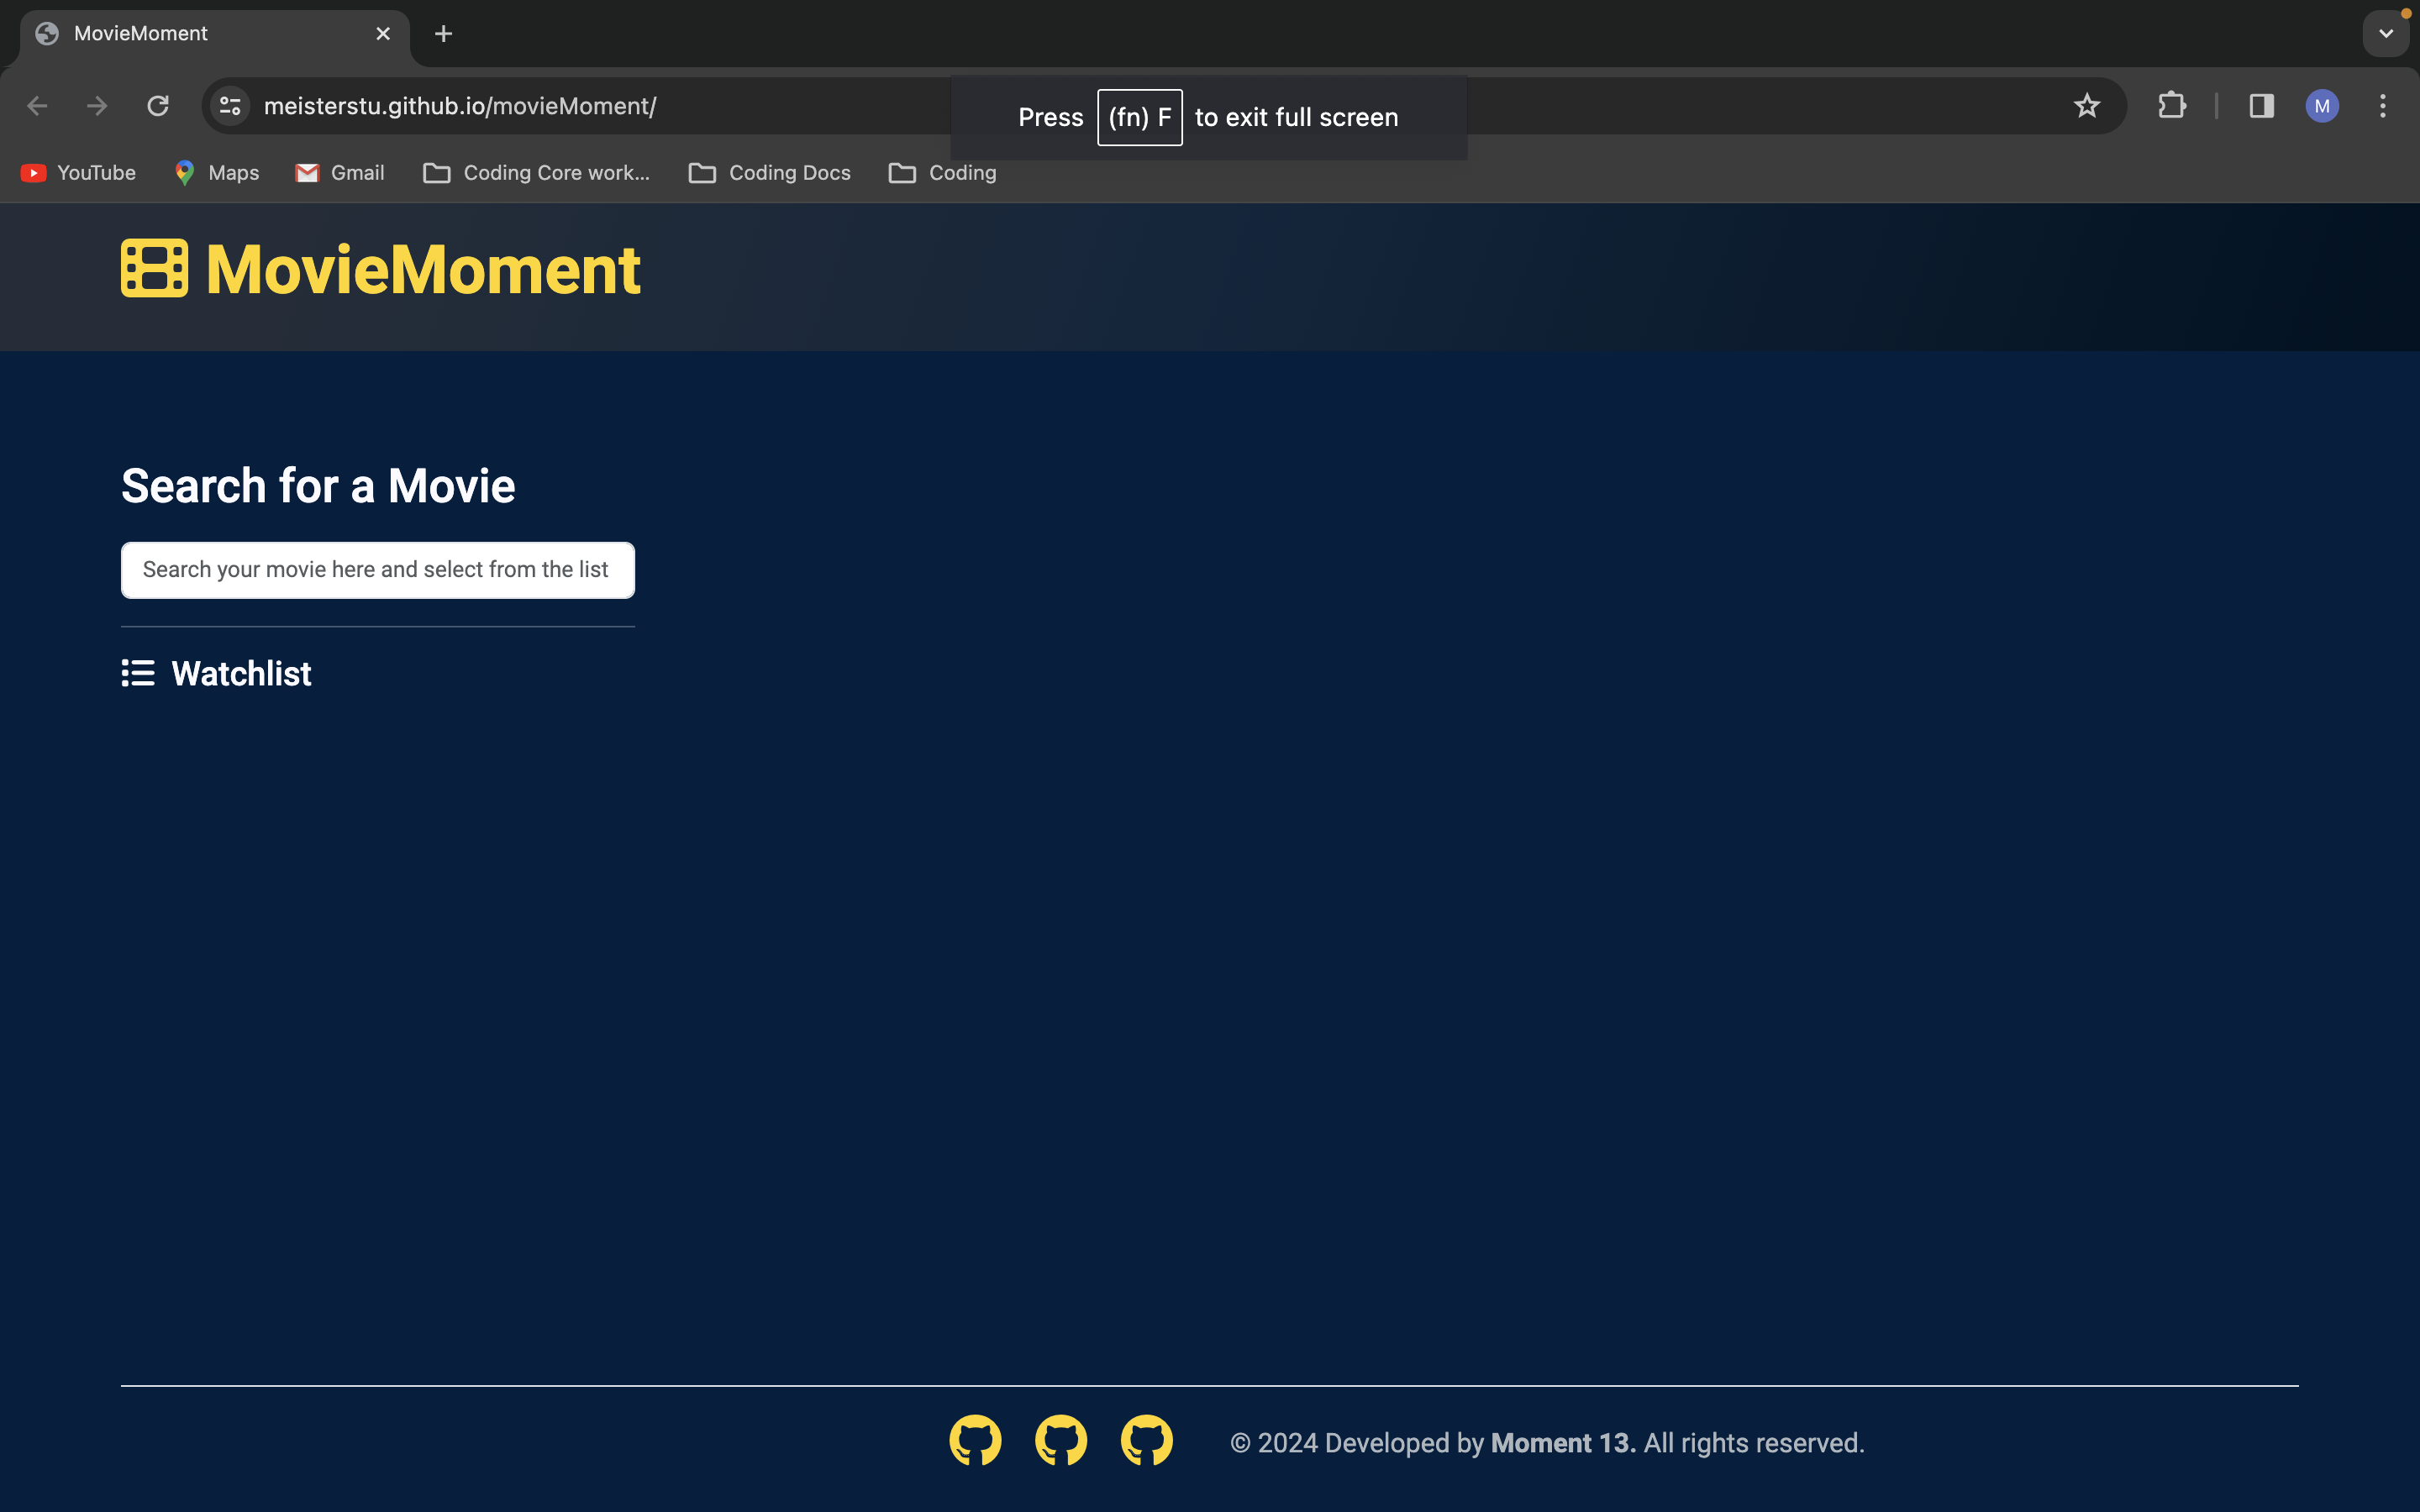 MovieMoment
meisterstu.github.io/movieMoment/
Press (fn) F to exit full screen
M
YouTube Maps Gmail Coding Core work... Coding Docs Coding
MovieMoment
Search for a Movie
Search your movie here and select from the list
Watchlist
© 2024 Developed by Moment 13. All rights reserved.